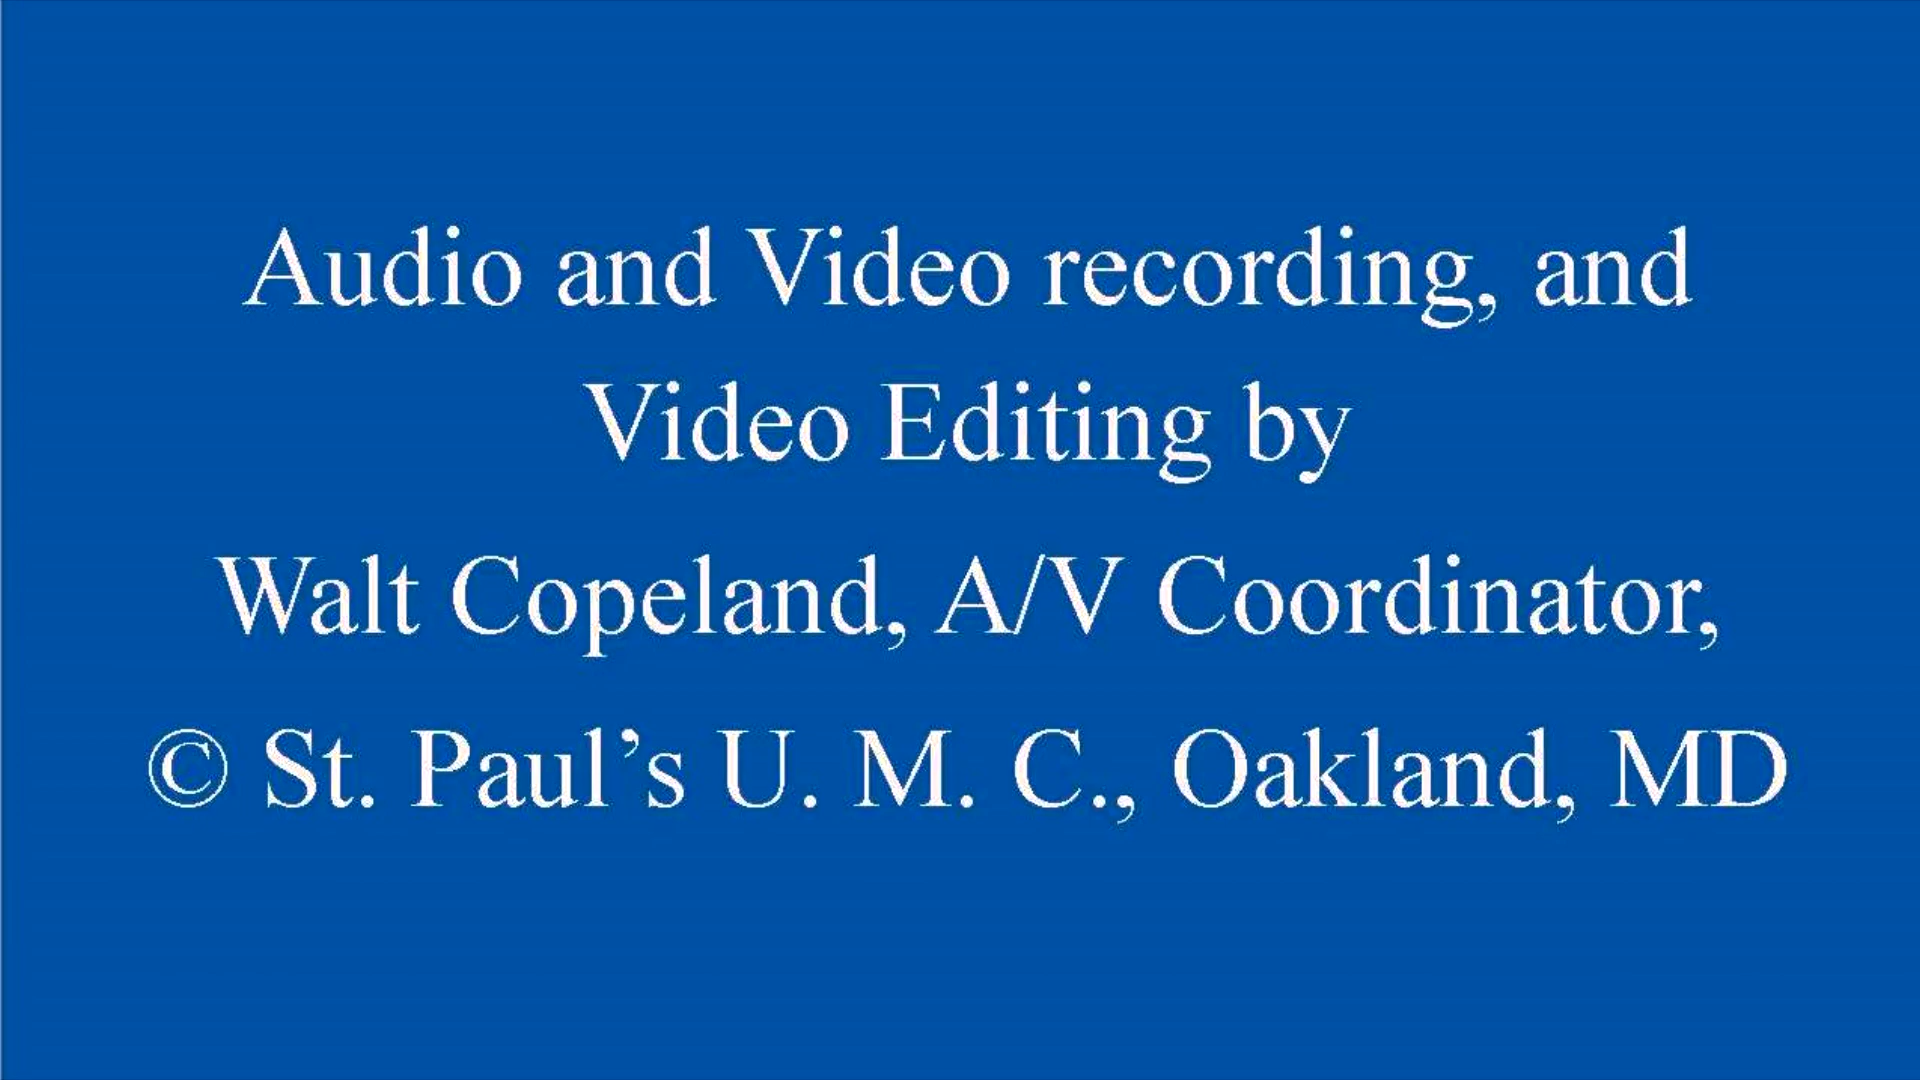 Audio and Video recording, and
Video Editing by
Walt Copeland, A/V Coordinator,
© St. Paul’s U. M. C., Oakland, MD